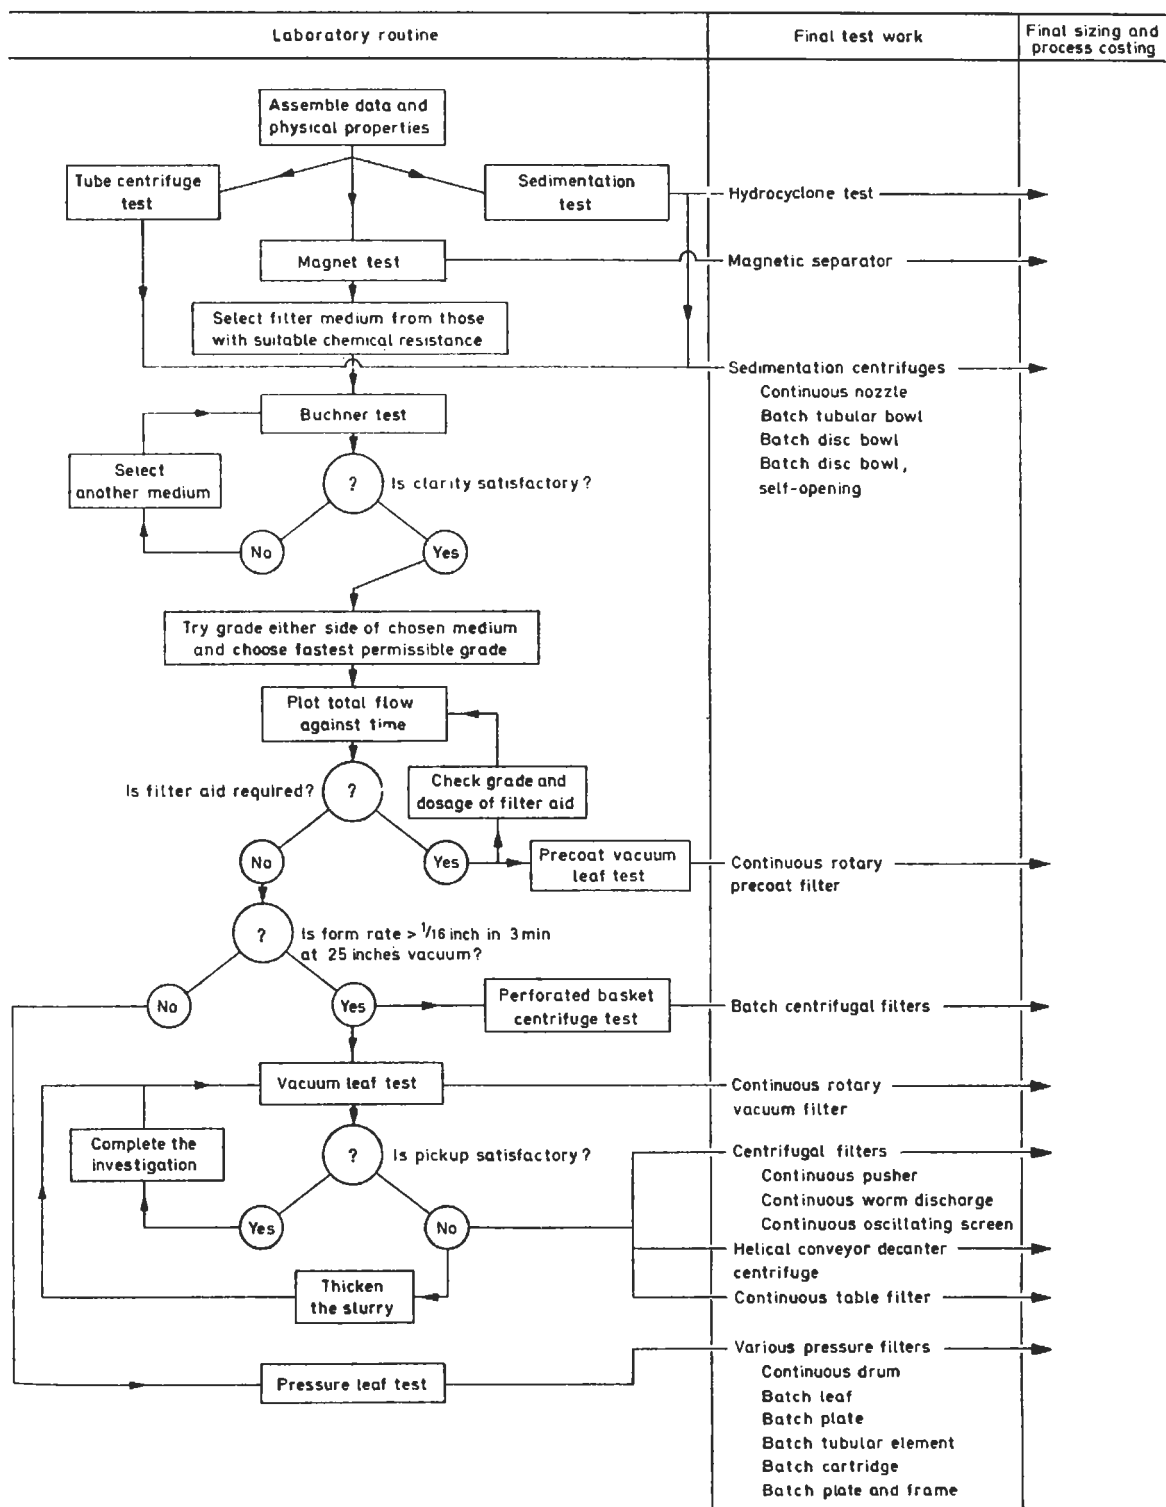 Laboratory routine
Final test work
Final sizing and
process costing
Assemble data and
physical properties
Tube centrifuge
test
Sedimentation
test
Hydrocyclone test
Magnet test
Magnetic separator
Select filter medium from those
with suitable chemical resistance
Sedimentation centrifuges
Continuous nozzle
Batch tubular bowl
Batch disc bowl
Batch disc bowl,
self-opening
Buchner test
Select
another medium
?
Is clarity satisfactory?
No
Yes
Try grade either side of chosen medium
and choose fastest permissible grade
Plot total flow
against time
Is filter aid required?
?
Check grade and
dosage of filter aid
No
Yes
Precoat vacuum
leaf test
Continuous rotary
precoat filter
?
Is form rate > 1/16 inch in 3 min
at 25 inches vacuum?
No
Yes
Perforated basket
centrifuge test
Batch centrifugal filters
Vacuum leaf test
Continuous rotary
vacuum filter
Complete the
investigation
?
Is pickup satisfactory?
Yes
No
Centrifugal filters
Continuous pusher
Continuous worm discharge
Continuous oscillating screen
Helical conveyor decanter
centrifuge
Thicken
the slurry
Continuous table filter
Pressure leaf test
Various pressure filters
Continuous drum
Batch leaf
Batch plate
Batch tubular element
Batch cartridge
Batch plate and frame